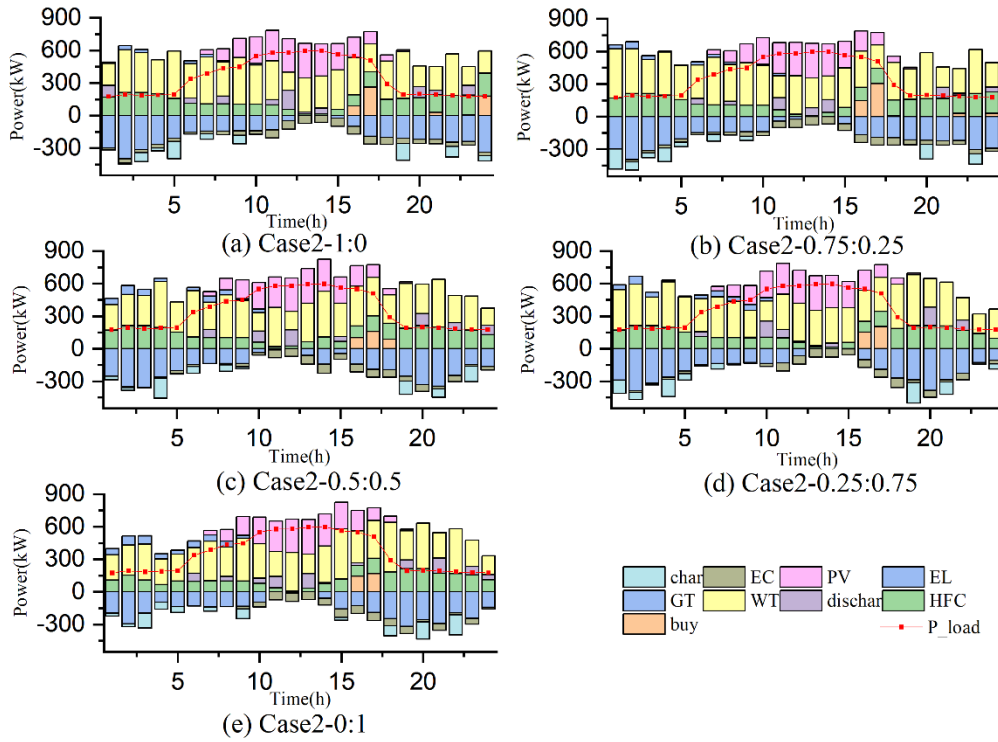 900
600
300
0
-300
Power(kW)
5 10 15 20
Time(h)
(a) Case2-1:0
900
600
300
0
-300
Power(kW)
5 10 15 20
Time(h)
(b) Case2-0.75:0.25
900
600
300
0
-300
Power(kW)
5 10 15 20
Time(h)
(c) Case2-0.5:0.5
900
600
300
0
-300
Power(kW)
5 10 15 20
Time(h)
(d) Case2-0.25:0.75
900
600
300
0
-300
Power(kW)
5 10 15 20
Time(h)
(e) Case2-0:1
char EC PV EL
GT WT dischar HFC
buy P_load